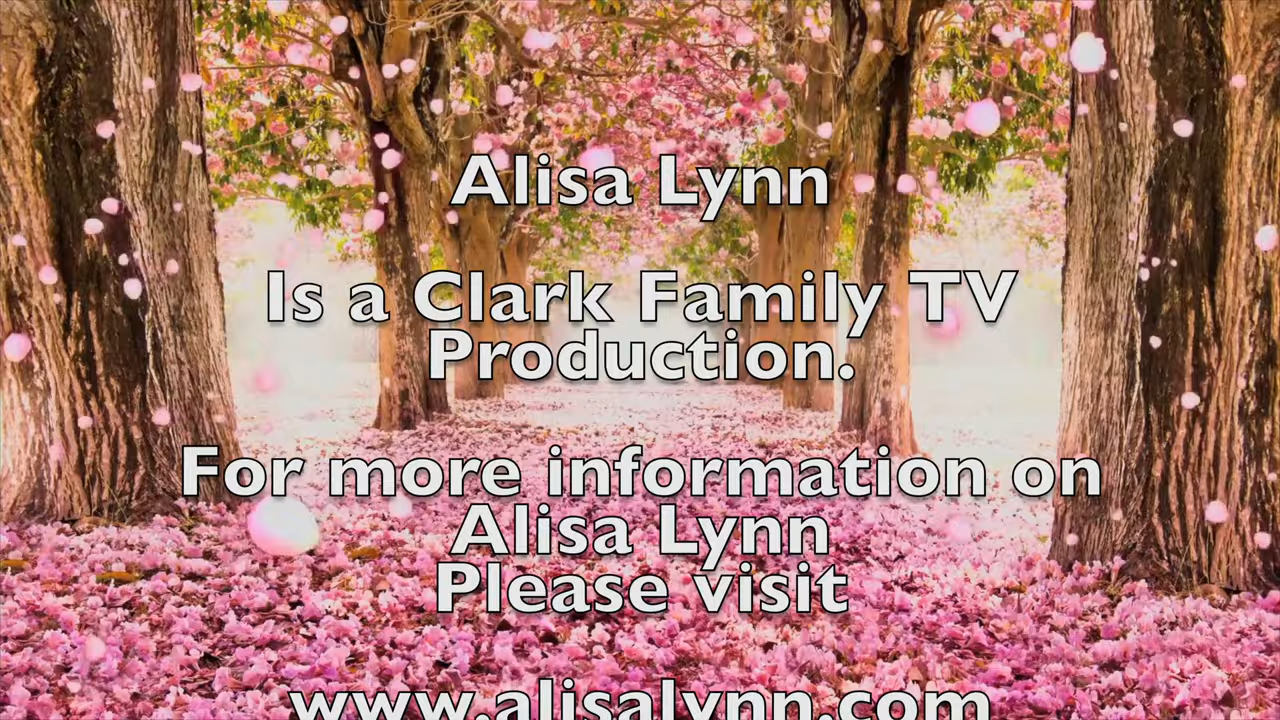 Alisa Lynn
Is a Clark Family TV
Production.
For more information on
Alisa Lynn
Please visit
www.alisalynn.com